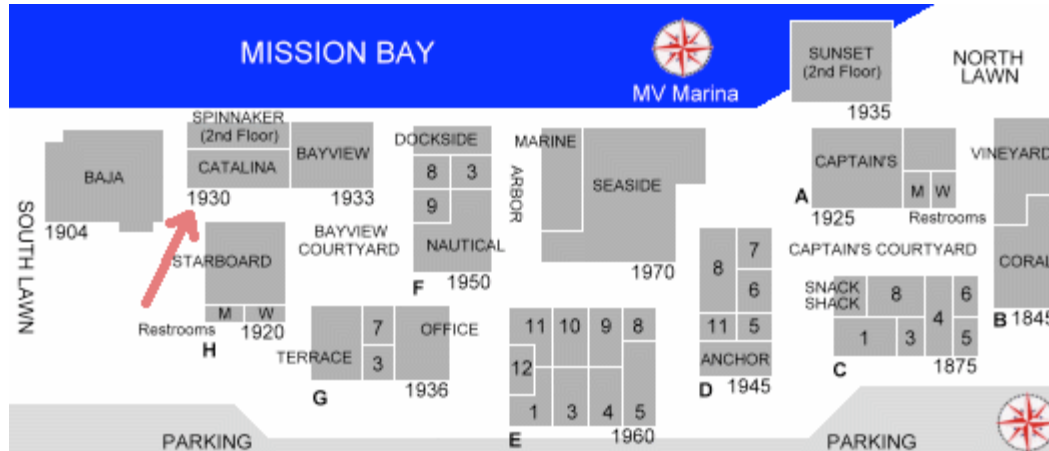 MISSION BAY
MV Marina
SUNSET
(2nd Floor)
1935
NORTH
LAWN
SPINNAKER
(2nd Floor)
CATALINA
BAYVIEW
1930
1933
BAJA
1904
SOUTH LAWN
STARBOARD
M
W
Restrooms
1920
H
BAYVIEW
COURTYARD
DOCKSIDE
8
3
9
NAUTICAL
1950
F
ARBOR
MARINE
SEASIDE
1970
CAPTAIN'S
M
W
Restrooms
A
1925
VINEYARD
CORAL
B
1845
CAPTAIN'S COURTYARD
SNACK
SHACK
8
6
4
1
3
5
C
1875
7
8
6
11
5
ANCHOR
D
1945
11
10
9
8
12
1
3
4
5
E
1960
TERRACE
7
3
OFFICE
G
1936
PARKING
PARKING